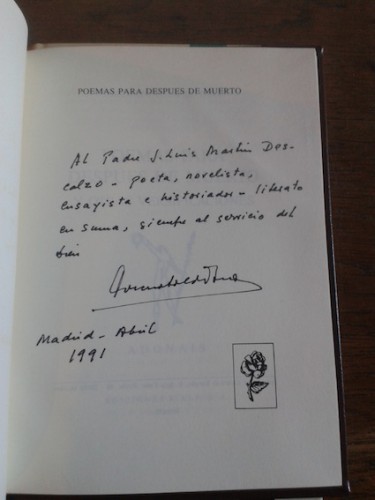 POEMAS PARA DESPUES DE MUERTO
Al Padre J. Luis Martín Des-
calzo - Poeta, novelista,
ensayista e historiador - literato
en suma, siempre al servicio del
bien
Madrid - Abril
1991